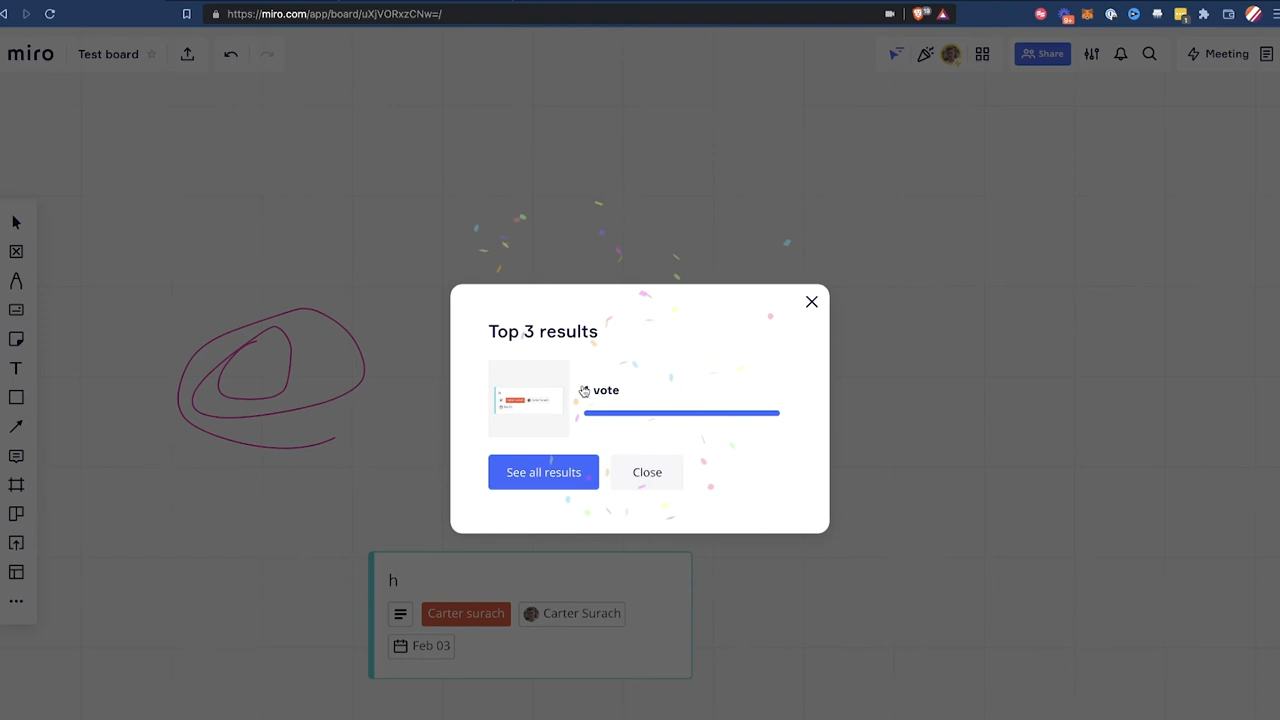 https://miro.com/app/board/uXjVORxzCNw=/
miro
Test board
Share
Meeting
Top 3 results
vote
See all results
Close
h
Carter surach
Carter Surach
Feb 03